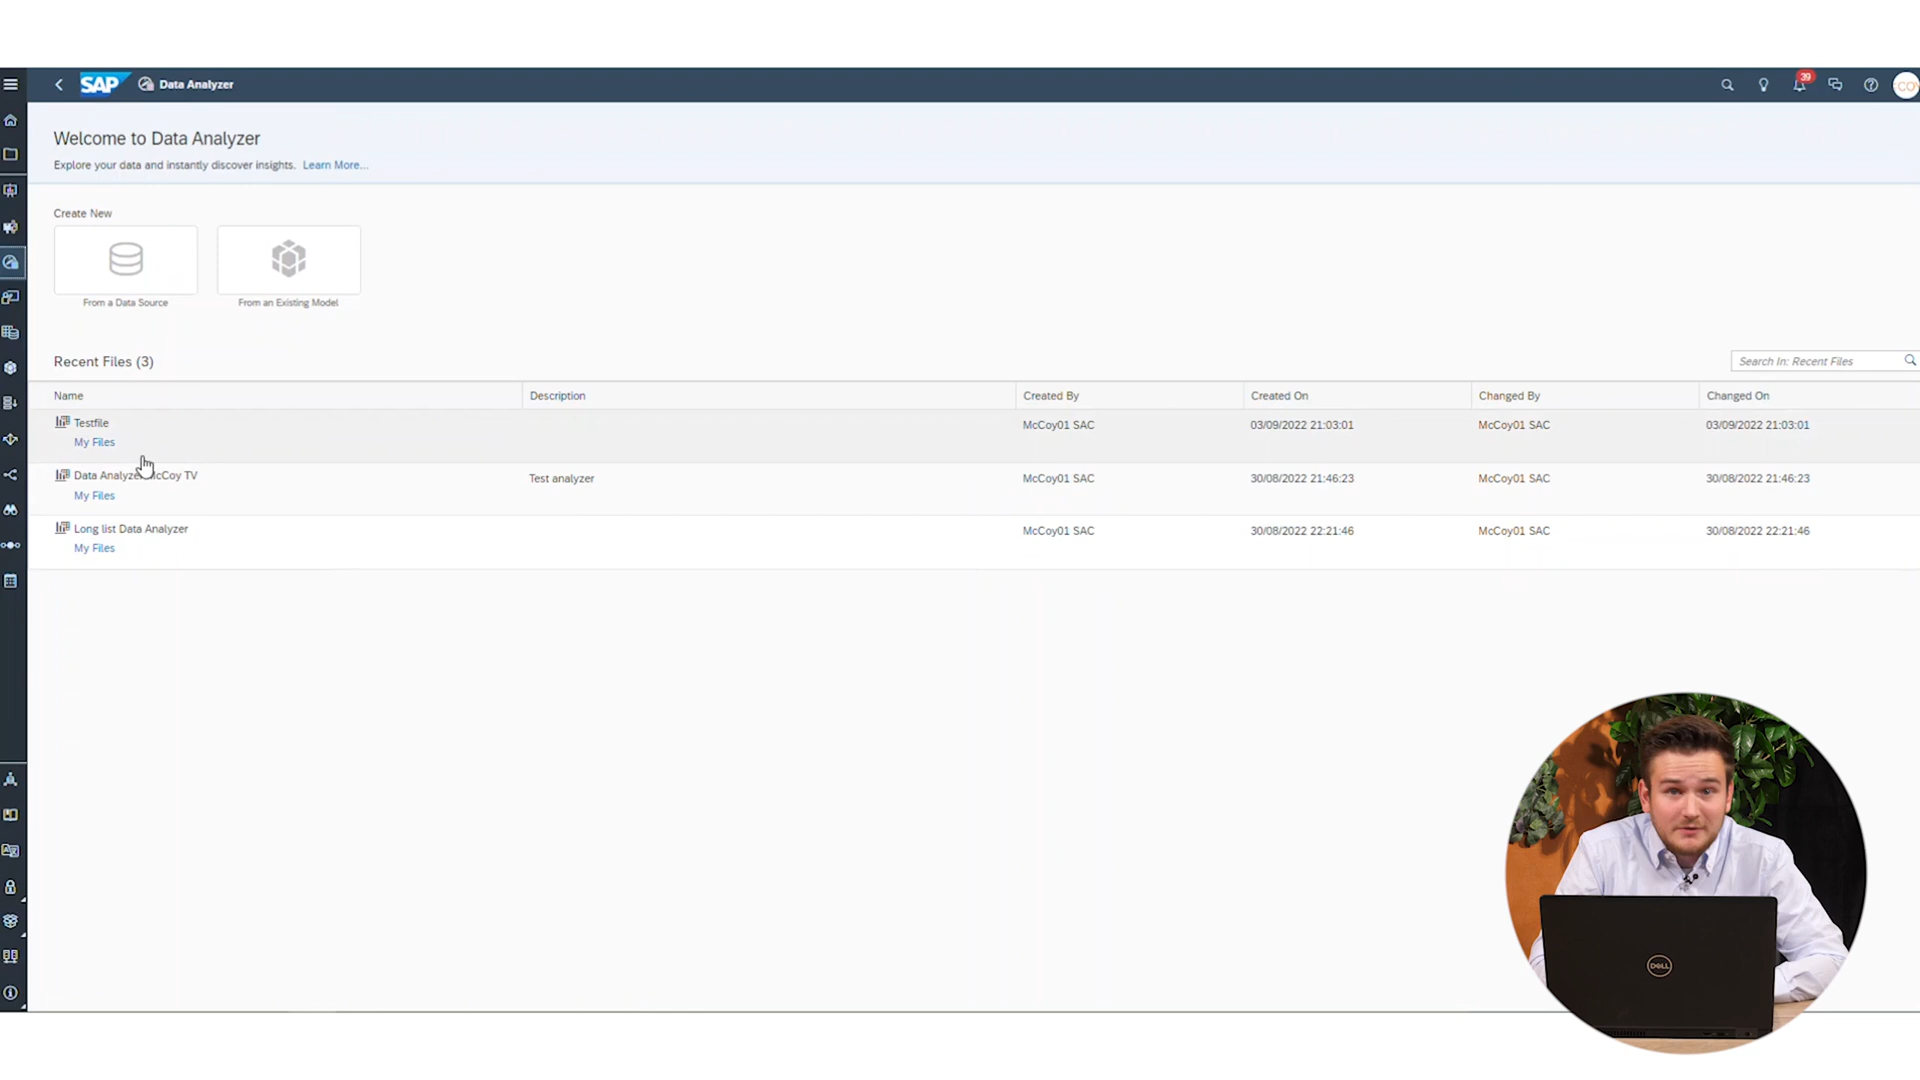 SAP Data Analyzer 39
Welcome to Data Analyzer
Explore your data and instantly discover insights. Learn More...
Create New
From a Data Source From an Existing Model
Recent Files (3) Search In: Recent Files
Name Description Created By Created On Changed By Changed On
Testfile McCoy01 SAC 03/09/2022 21:03:01 McCoy01 SAC 03/09/2022 21:03:01
My Files
Data Analyzer McCoy TV Test analyzer McCoy01 SAC 30/08/2022 21:46:23 McCoy01 SAC 30/08/2022 21:46:23
My Files
Long list Data Analyzer McCoy01 SAC 30/08/2022 22:21:46 McCoy01 SAC 30/08/2022 22:21:46
My Files
DELL